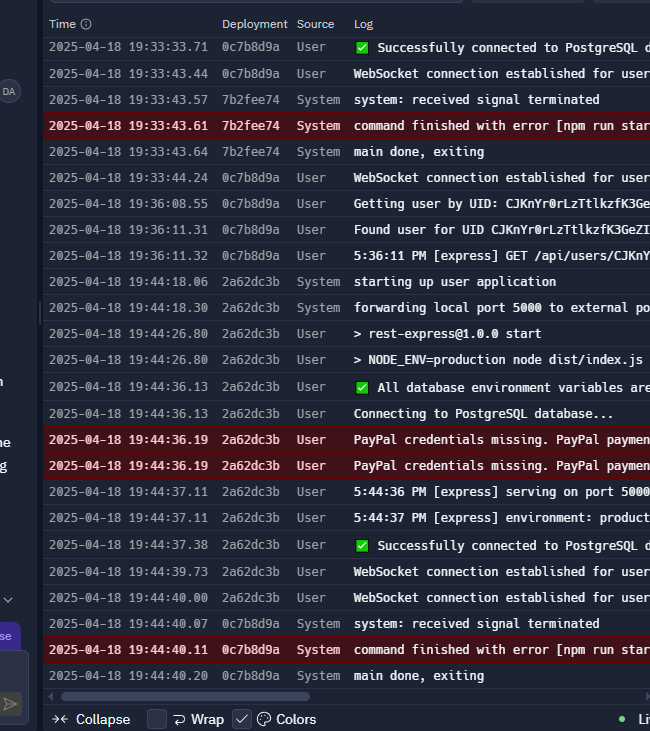 Time Deployment Source Log
2025-04-18 19:33:33.71 0c7b8d9a User ✅ Successfully connected to PostgreSQL d
2025-04-18 19:33:43.44 0c7b8d9a User WebSocket connection established for user
DA
2025-04-18 19:33:43.57 7b2fee74 System system: received signal terminated
2025-04-18 19:33:43.61 7b2fee74 System command finished with error [npm run star
2025-04-18 19:33:43.64 7b2fee74 System main done, exiting
2025-04-18 19:33:44.24 0c7b8d9a User WebSocket connection established for user
2025-04-18 19:36:08.55 0c7b8d9a User Getting user by UID: CJKnYr0rLzTtlkzfK3Ge
2025-04-18 19:36:11.31 0c7b8d9a User Found user for UID CJKnYr0rLzTtlkzfK3GeZI
2025-04-18 19:36:11.32 0c7b8d9a User 5:36:11 PM [express] GET /api/users/CJKnY
2025-04-18 19:44:18.06 2a62dc3b System starting up user application
2025-04-18 19:44:18.30 2a62dc3b System forwarding local port 5000 to external po
2025-04-18 19:44:26.80 2a62dc3b User > rest-express@1.0.0 start
2025-04-18 19:44:26.80 2a62dc3b User > NODE_ENV=production node dist/index.js
2025-04-18 19:44:36.13 2a62dc3b User ✅ All database environment variables are
2025-04-18 19:44:36.13 2a62dc3b User Connecting to PostgreSQL database...
2025-04-18 19:44:36.19 2a62dc3b User PayPal credentials missing. PayPal paymen
ne
2025-04-18 19:44:36.19 2a62dc3b User PayPal credentials missing. PayPal paymen
g
2025-04-18 19:44:37.11 2a62dc3b User 5:44:36 PM [express] serving on port 5000
2025-04-18 19:44:37.11 2a62dc3b User 5:44:37 PM [express] environment: product
2025-04-18 19:44:37.38 2a62dc3b User ✅ Successfully connected to PostgreSQL d
2025-04-18 19:44:39.73 2a62dc3b User WebSocket connection established for user
2025-04-18 19:44:40.00 2a62dc3b User WebSocket connection established for user
2025-04-18 19:44:40.07 0c7b8d9a System system: received signal terminated
se
2025-04-18 19:44:40.11 0c7b8d9a System command finished with error [npm run star
2025-04-18 19:44:40.20 0c7b8d9a System main done, exiting
Collapse Wrap Colors Li